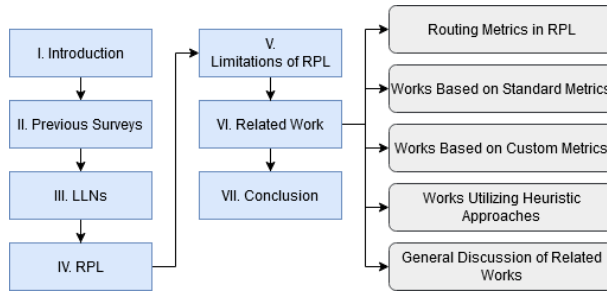 I. Introduction
II. Previous Surveys
III. LLNs
IV. RPL
V.
Limitations of RPL
VI. Related Work
VII. Conclusion
Routing Metrics in RPL
Works Based on Standard Metrics
Works Based on Custom Metrics
Works Utilizing Heuristic
Approaches
General Discussion of Related
Works